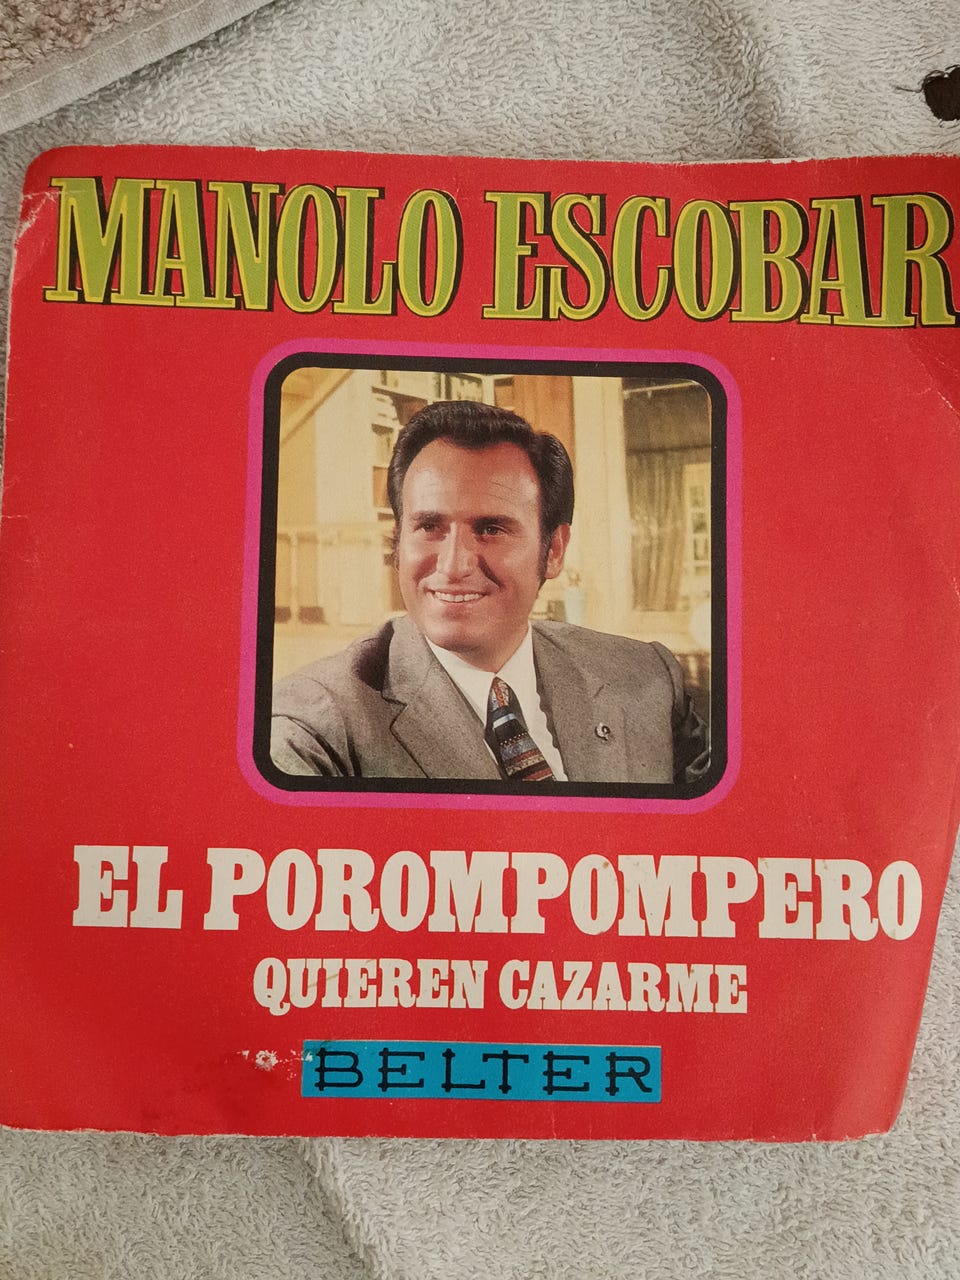 MANOLO ESCOBAR
EL POROMPOMPERO
QUIEREN CAZARME
BELTER